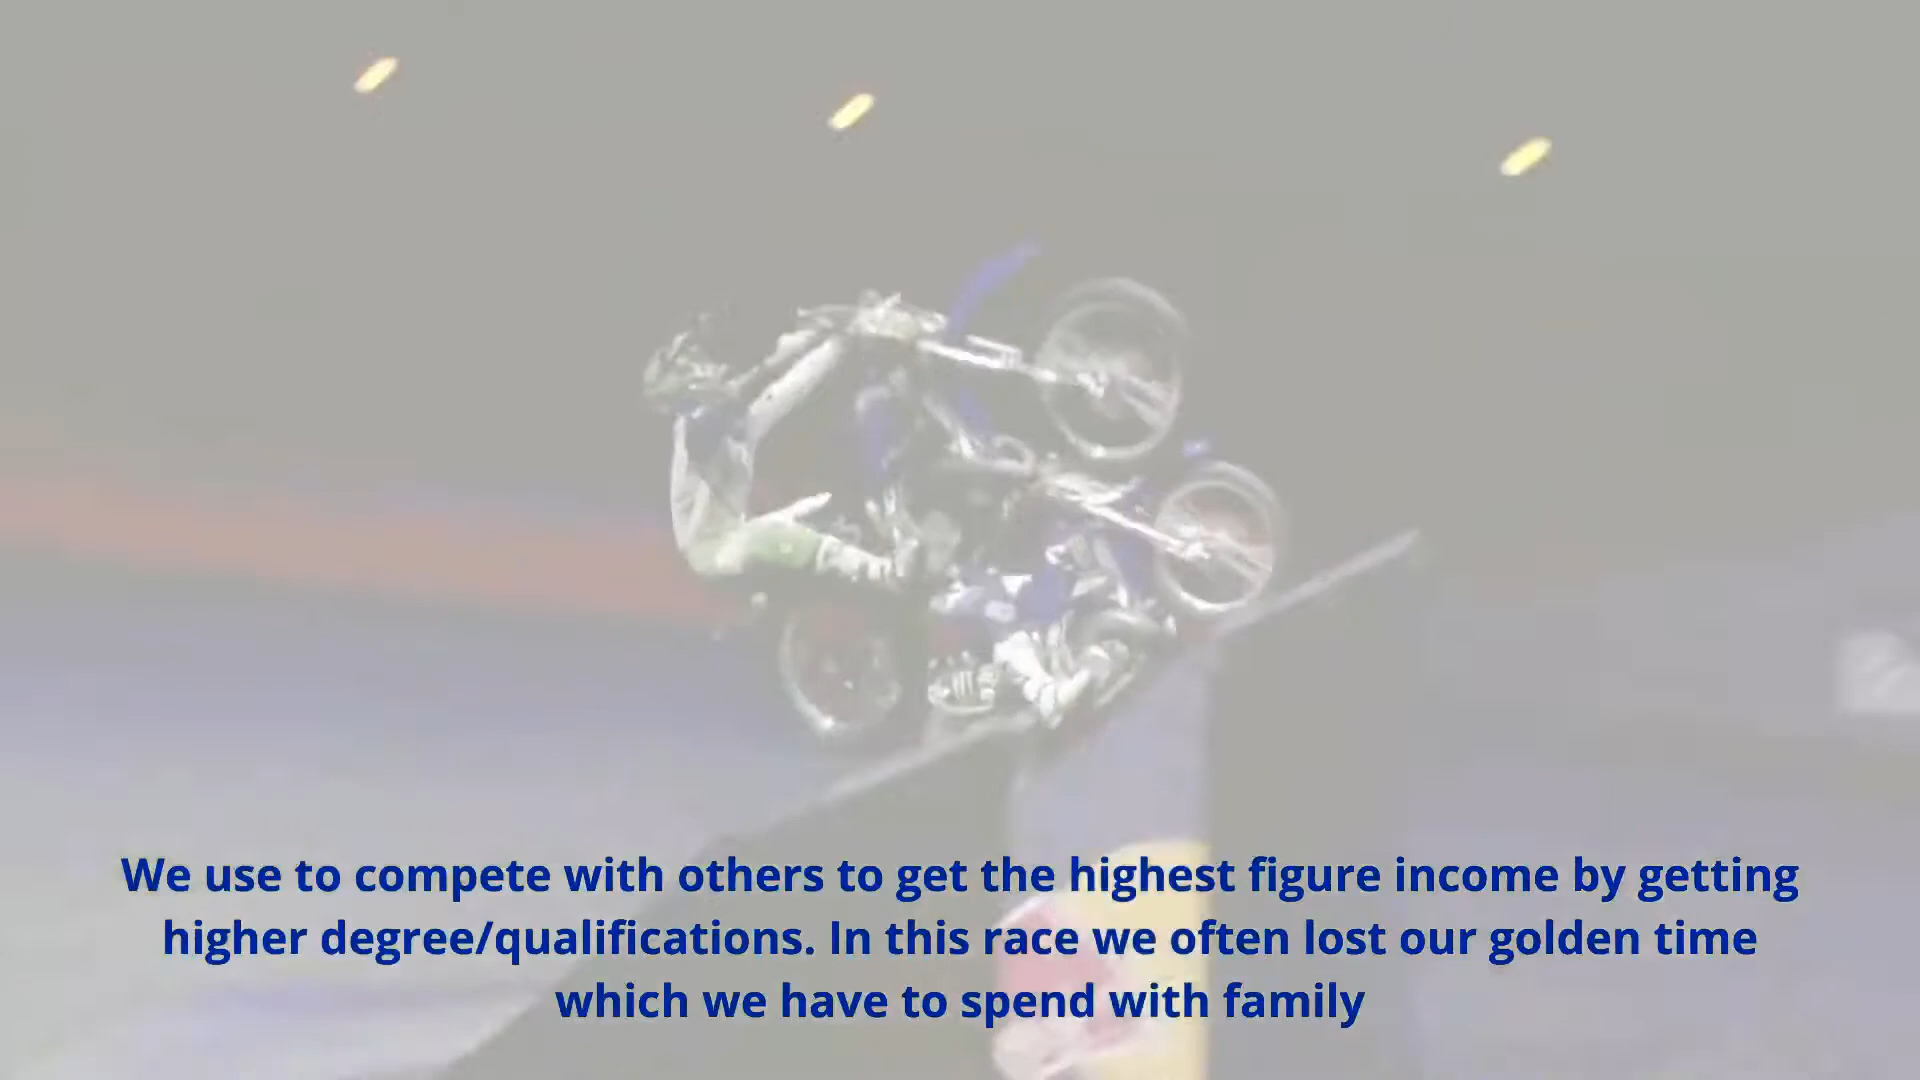 We use to compete with others to get the highest figure income by getting
higher degree/qualifications. In this race we often lost our golden time
which we have to spend with family